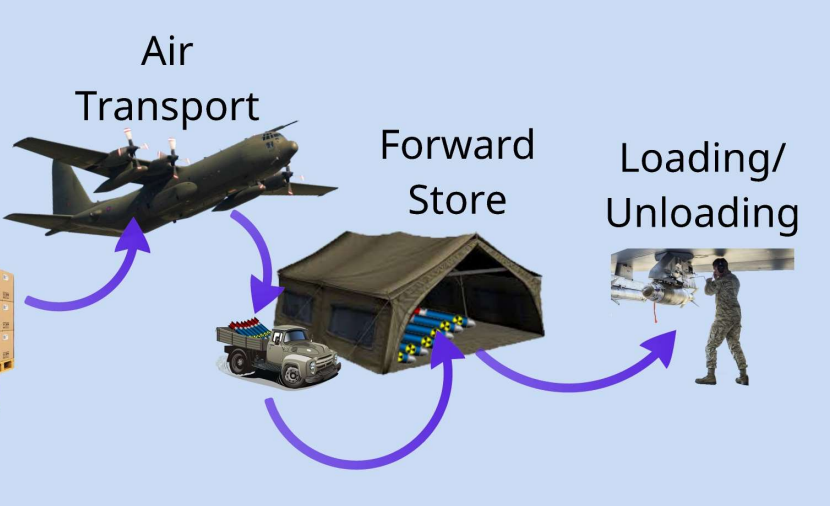 Air
Transport
Forward
Store
Loading/
Unloading